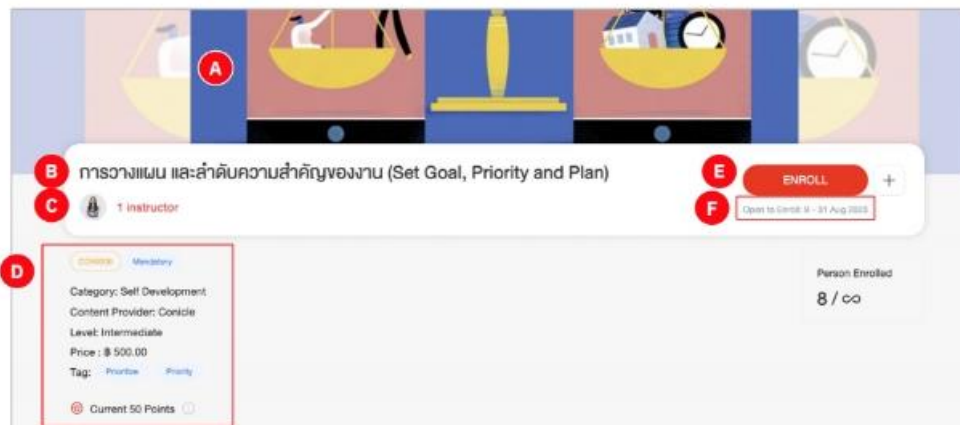 A
B
การวางแผน และลำดับความสำคัญของงาน (Set Goal, Priority and Plan)
E
ENROLL
+
C
1 instructor
F
Open to Enroll: - 31 Aug
D
Mandatory
Category: Self Development
Content Provider: Conicle
Level: Intermediate
Price : ฿ 500.00
Tag: Prioritize Priority
Current 50 Points
Person Enrolled
8 / ∞